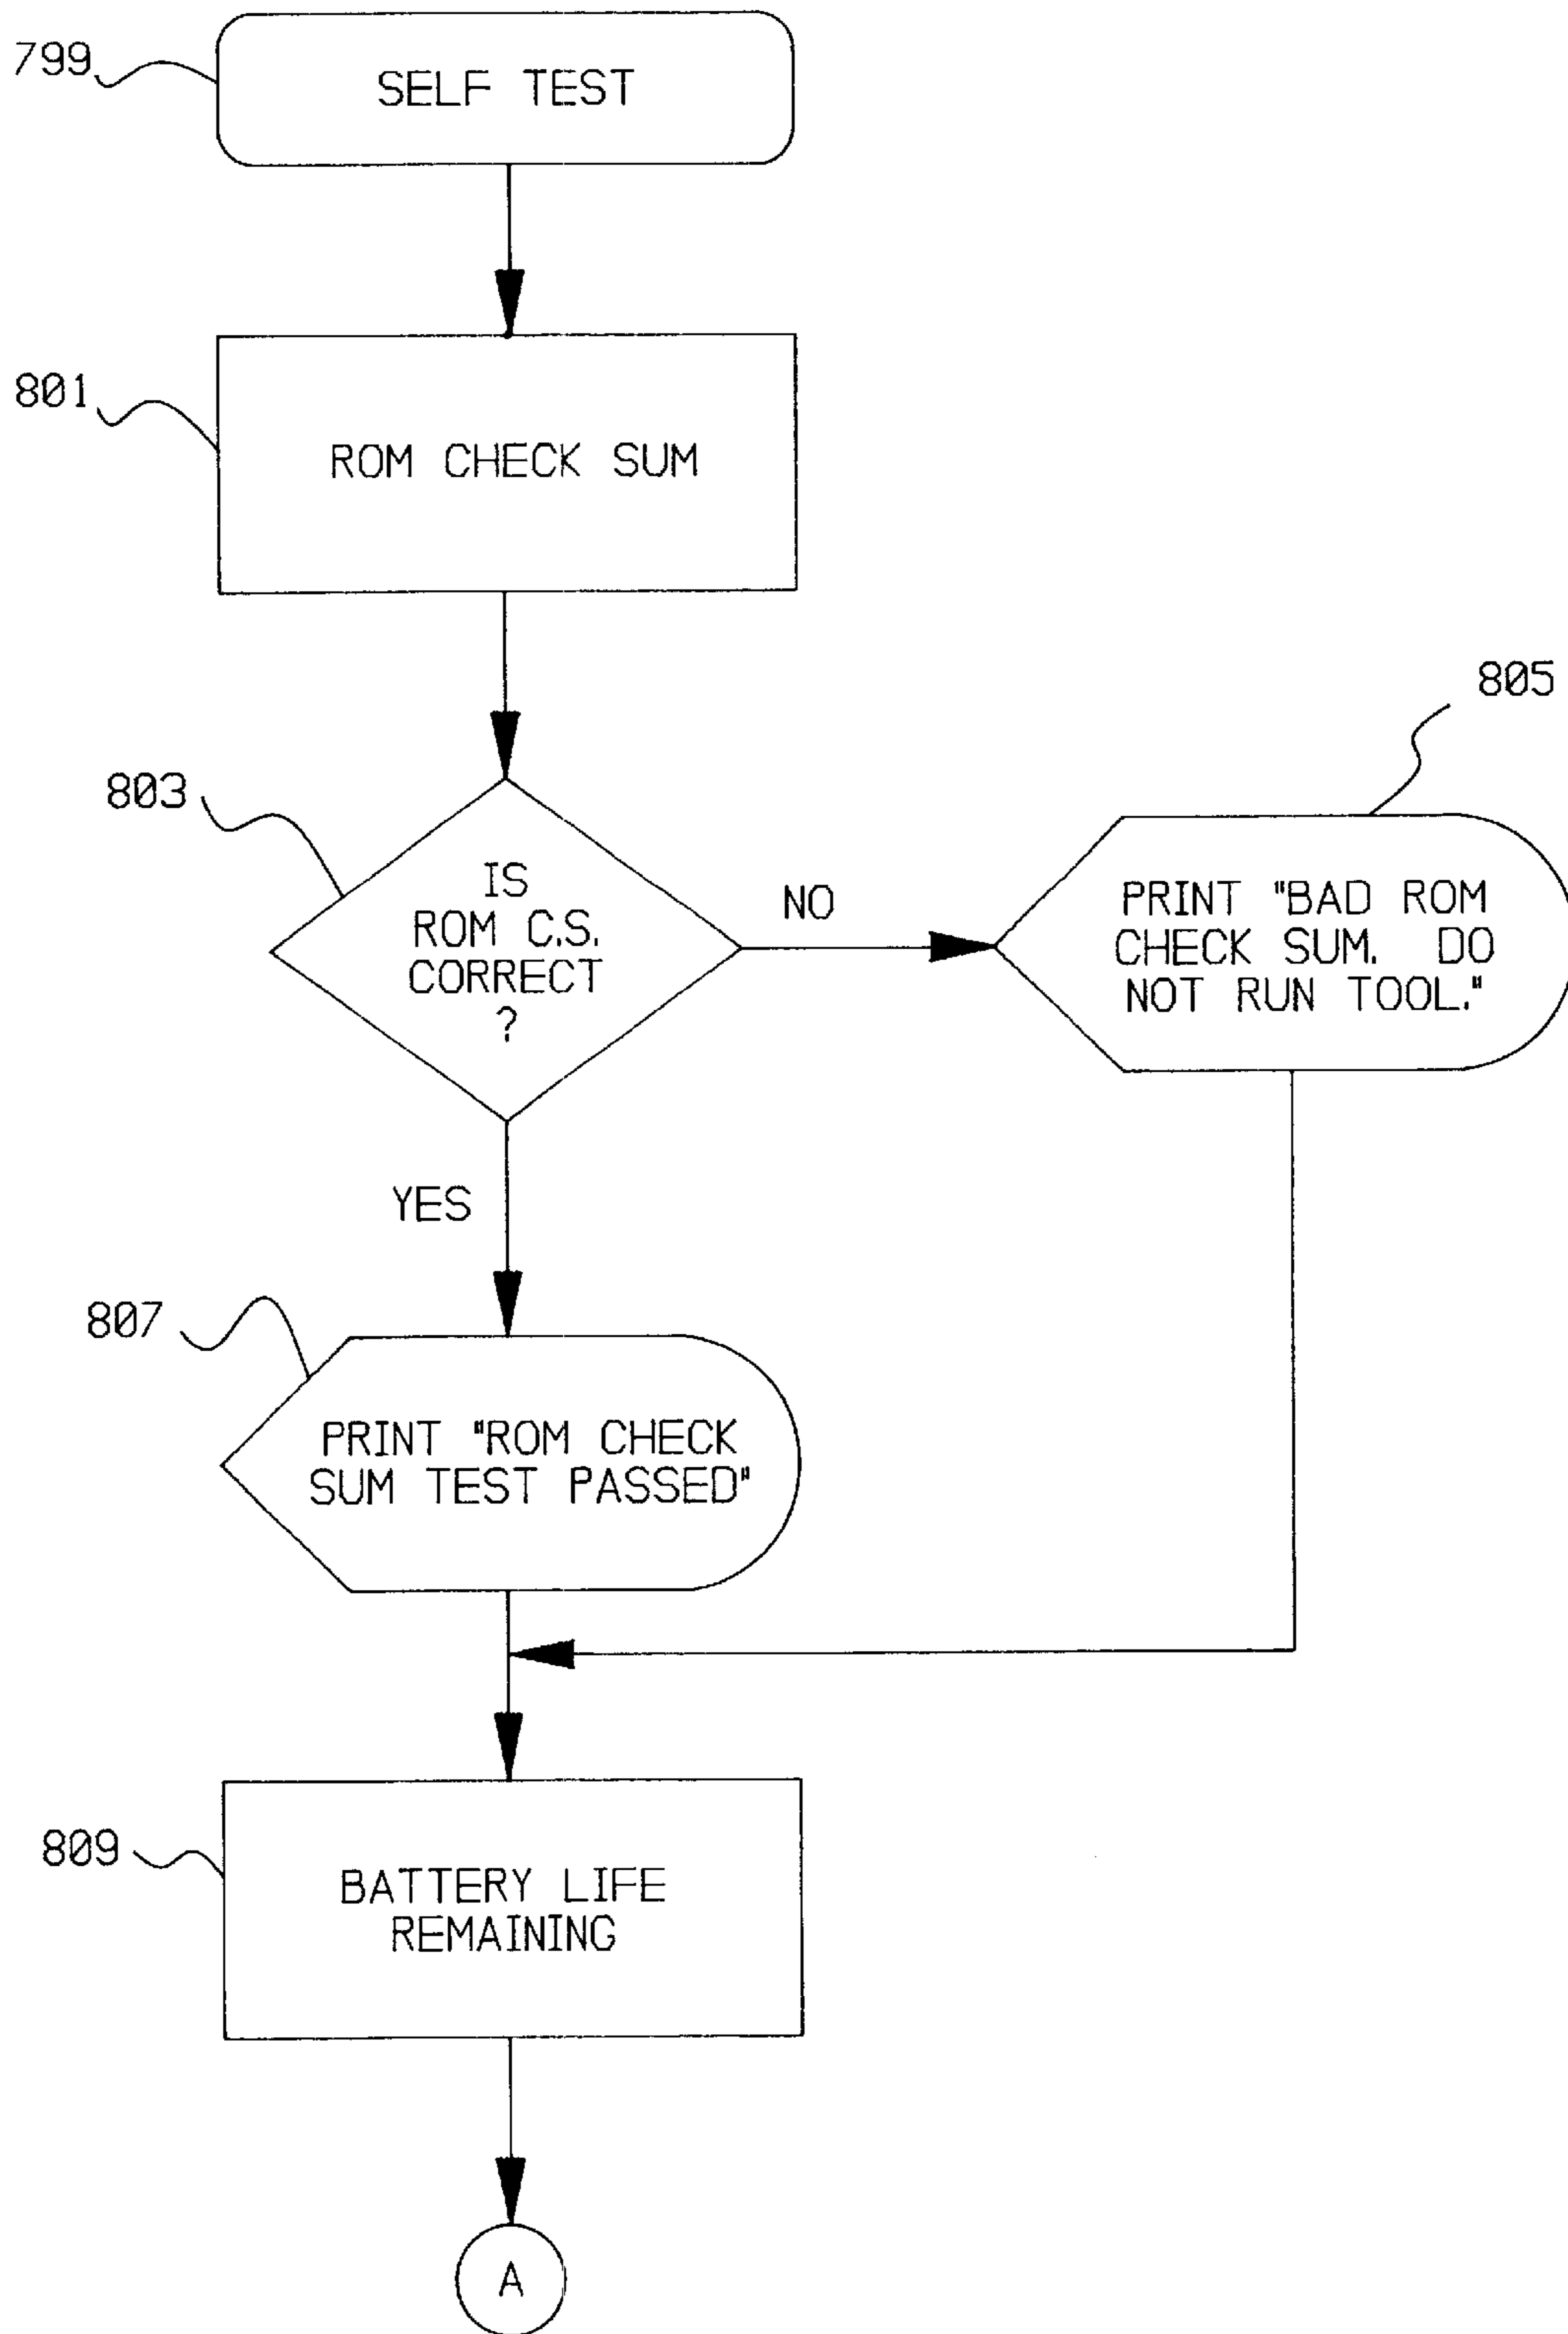 799
SELF TEST
801
ROM CHECK SUM
803
IS
ROM C.S.
CORRECT
?
NO
805
PRINT "BAD ROM
CHECK SUM. DO
NOT RUN TOOL."
YES
807
PRINT "ROM CHECK
SUM TEST PASSED"
809
BATTERY LIFE
REMAINING
A